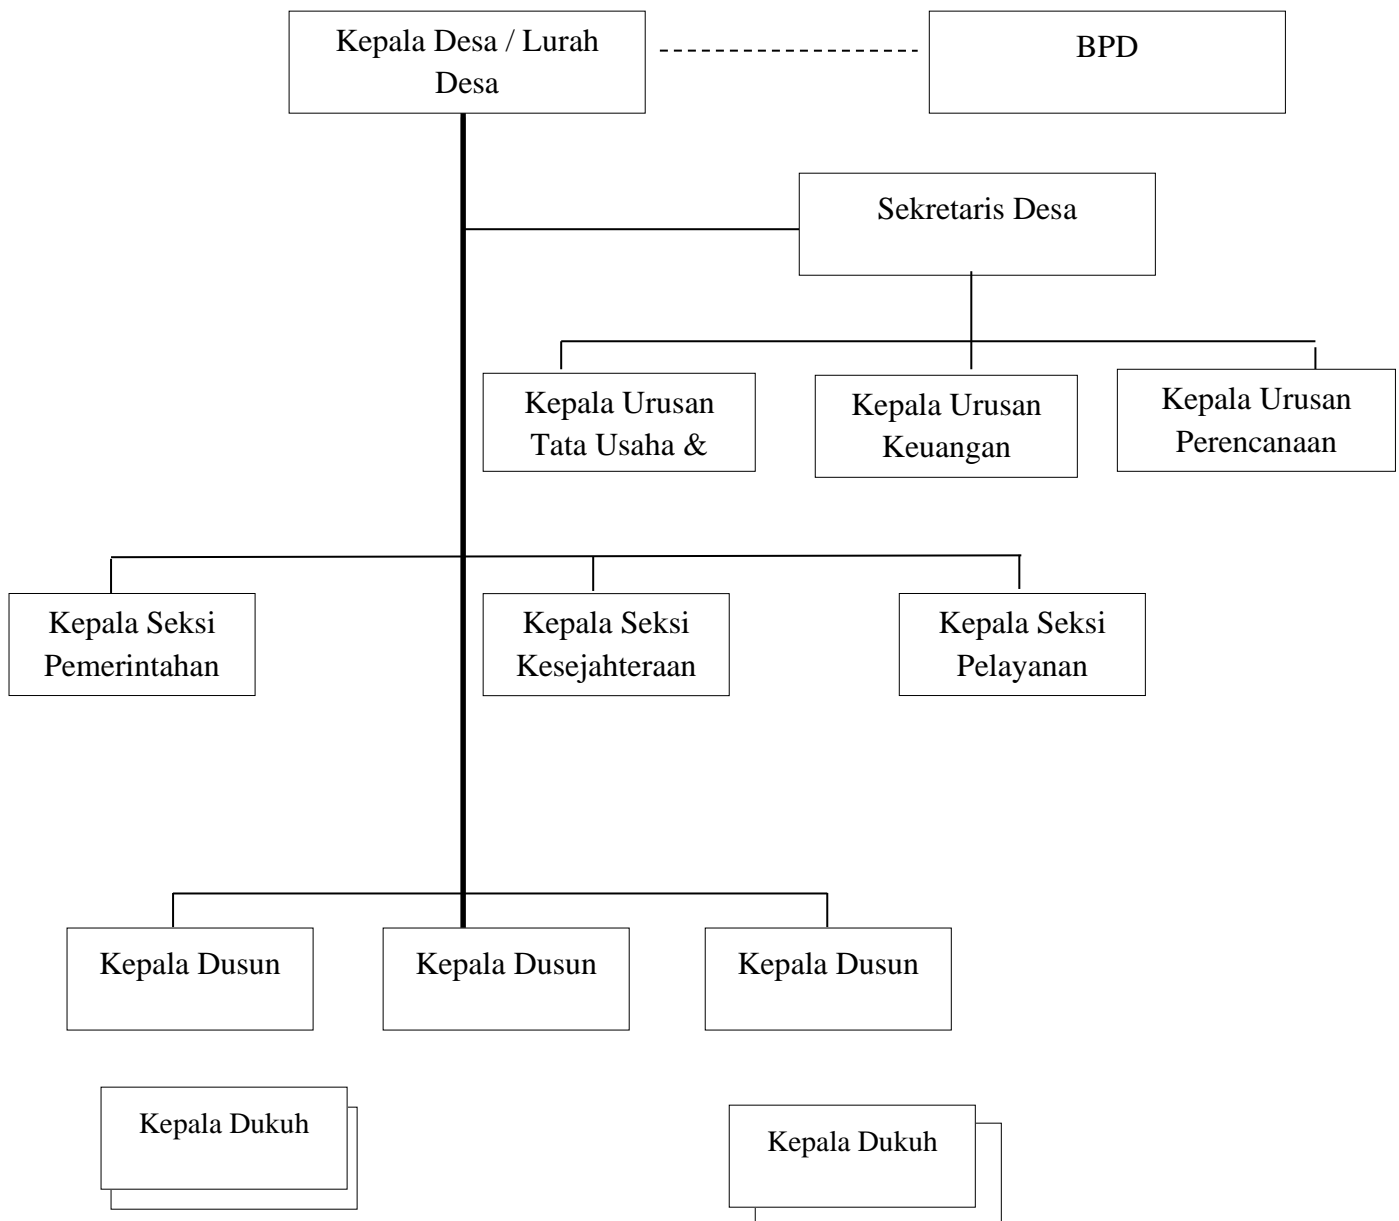 Kepala Desa / Lurah
Desa
BPD
Sekretaris Desa
Kepala Urusan
Tata Usaha &
Kepala Urusan
Keuangan
Kepala Urusan
Perencanaan
Kepala Seksi
Pemerintahan
Kepala Seksi
Kesejahteraan
Kepala Seksi
Pelayanan
Kepala Dusun
Kepala Dusun
Kepala Dusun
Kepala Dukuh
Kepala Dukuh